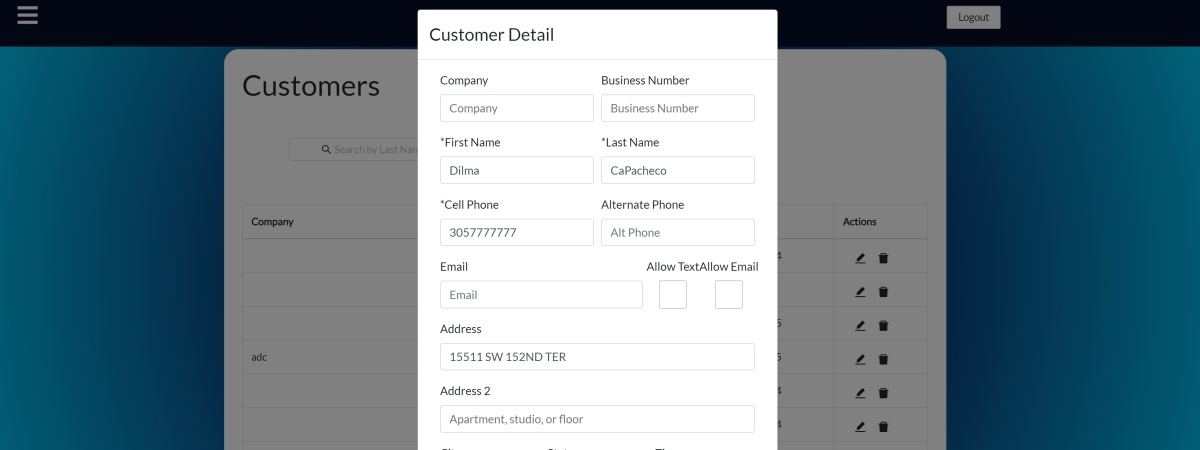 Logout
Customer Detail
Customers
Company Business Number
Company Business Number
*First Name *Last Name
Search by Last Nam
Dilma CaPacheco
*Cell Phone Alternate Phone
Company Actions
3057777777 Alt Phone
4
Email Allow Text Allow Email
Email
5
Address
adc 15511 SW 152ND TER 5
Address 2
4
Apartment, studio, or floor
4